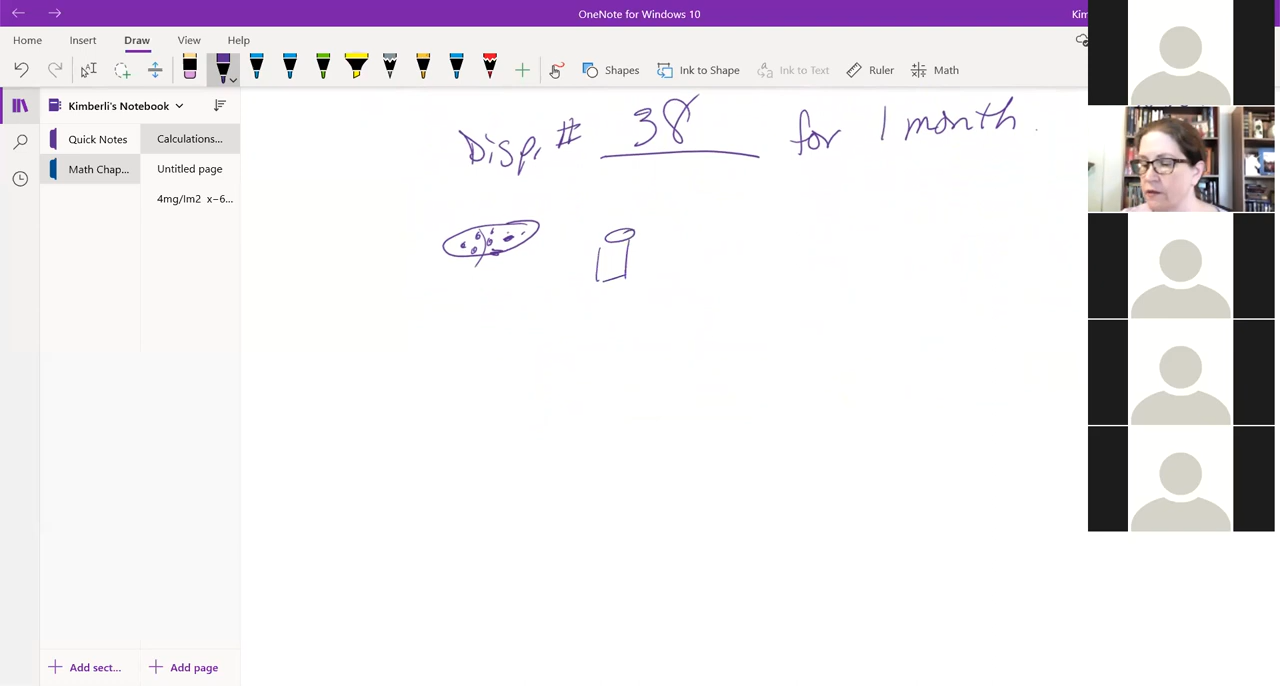 OneNote for Windows 10
Kim
Home Insert Draw View Help
Shapes Ink to Shape Ink to Text Ruler Math
Kimberli's Notebook
Quick Notes Calculations...
Math Chap... Untitled page
4mg/lm2 x−6...
Disp. # 38 for 1 month.
Add sect... Add page